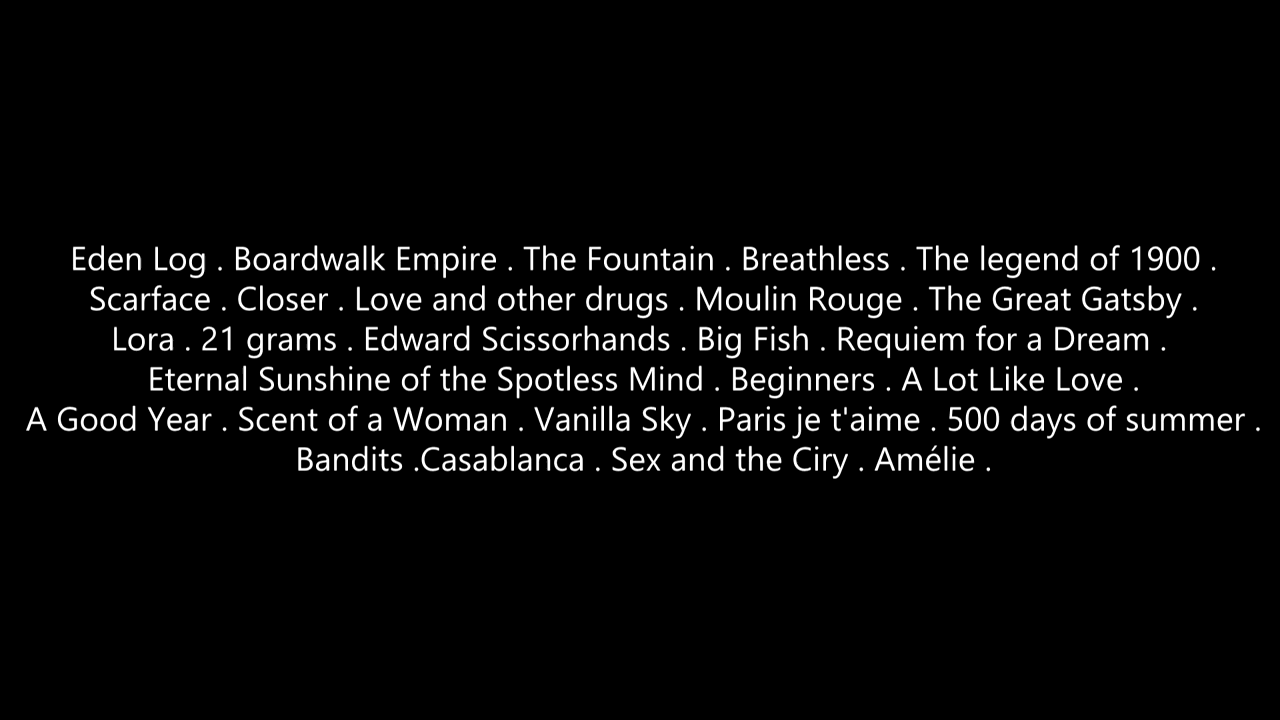 Eden Log . Boardwalk Empire . The Fountain . Breathless . The legend of 1900 .
Scarface . Closer . Love and other drugs . Moulin Rouge . The Great Gatsby .
Lora . 21 grams . Edward Scissorhands . Big Fish . Requiem for a Dream .
Eternal Sunshine of the Spotless Mind . Beginners . A Lot Like Love .
A Good Year . Scent of a Woman . Vanilla Sky . Paris je t'aime . 500 days of summer .
Bandits .Casablanca . Sex and the Ciry . Amélie .